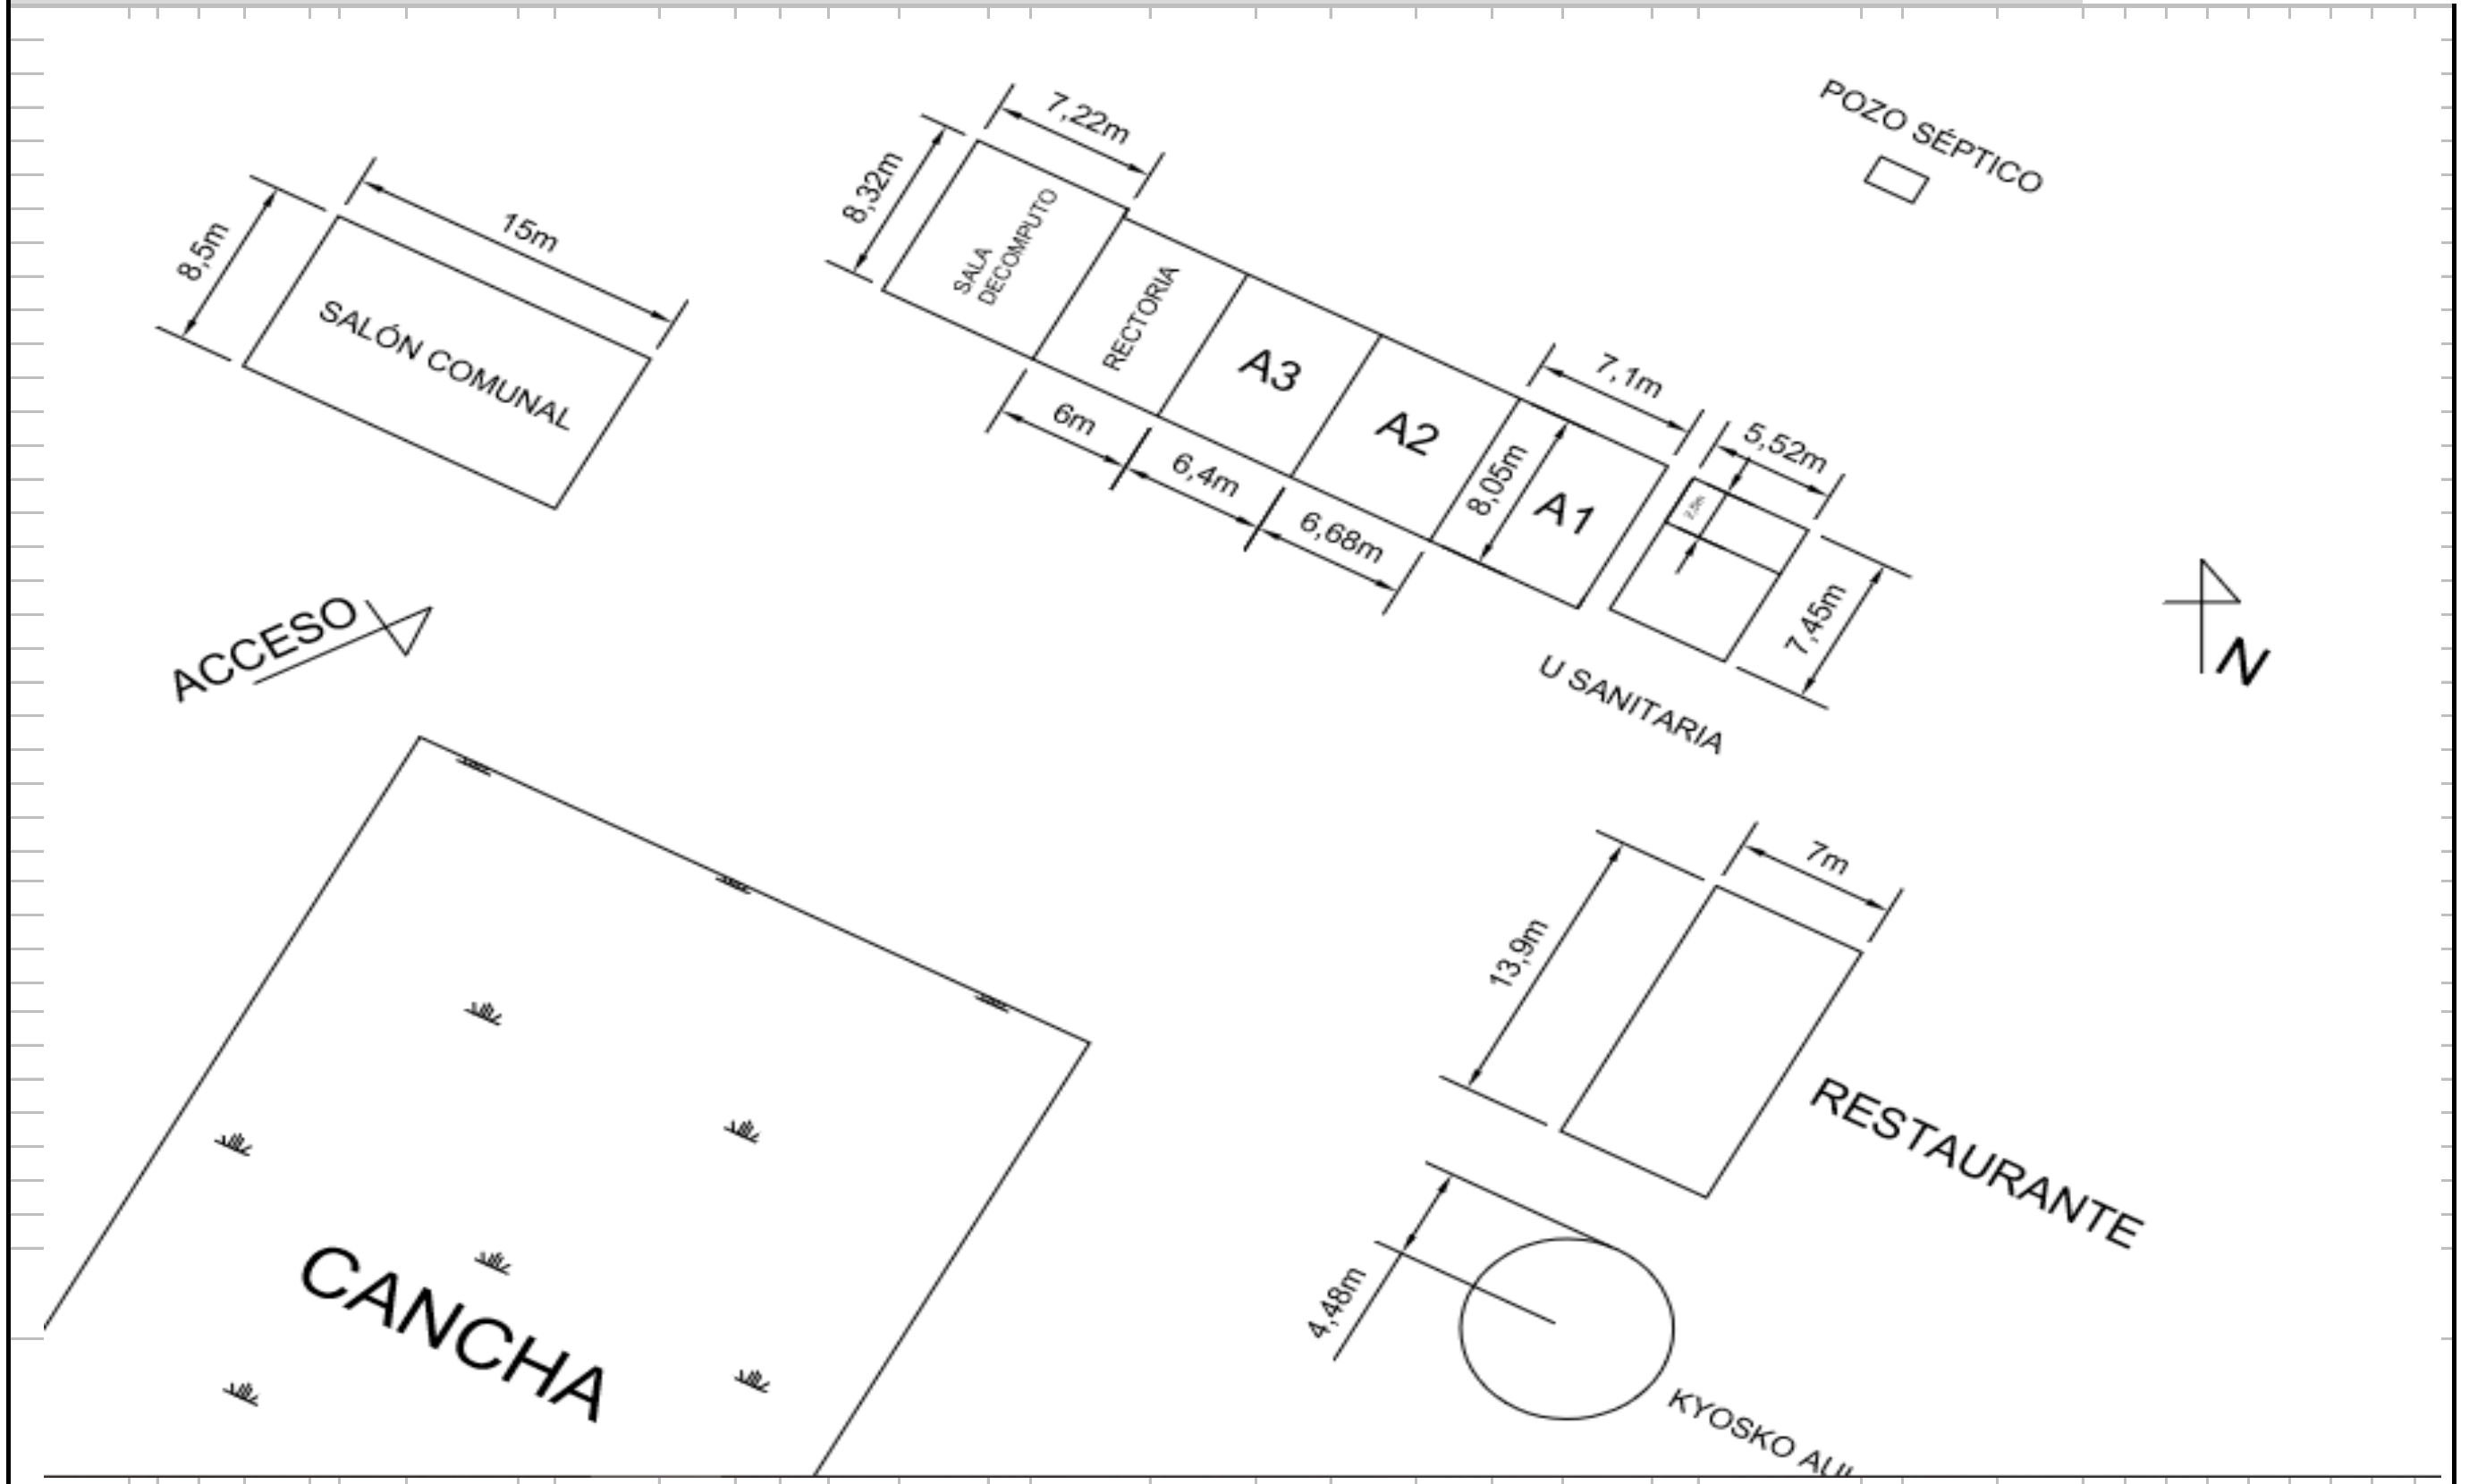 POZO SÉPTICO
7,22m
8,32m
SALA
DECOMPUTO
15m
8,5m
SALÓN COMUNAL
RECTORIA
A3
A2
A1
6m
6,4m
6,68m
7,1m
8,05m
5,52m
7,45m
U SANITARIA
N
ACCESO
7m
13,9m
RESTAURANTE
CANCHA
4,48m
KYOSKO